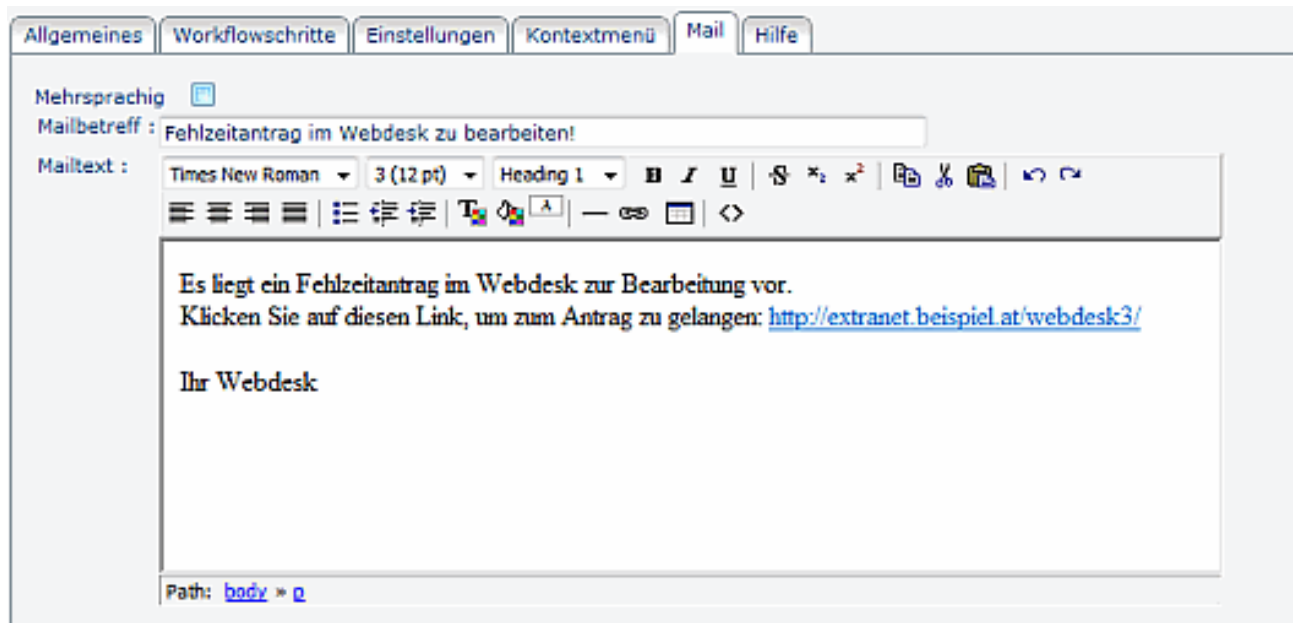 Allgemeines Workflowschritte Einstellungen Kontextmenü Mail Hilfe
Mehrsprachig
Mailbetreff : Fehlzeitantrag im Webdesk zu bearbeiten!
Mailtext : Times New Roman 3 (12 pt) Heading 1 B I U S x₂ x²
T A
Es liegt ein Fehlzeitantrag im Webdesk zur Bearbeitung vor.
Klicken Sie auf diesen Link, um zum Antrag zu gelangen: http://extranet.beispiel.at/webdesk3/
Ihr Webdesk
Path: body » p